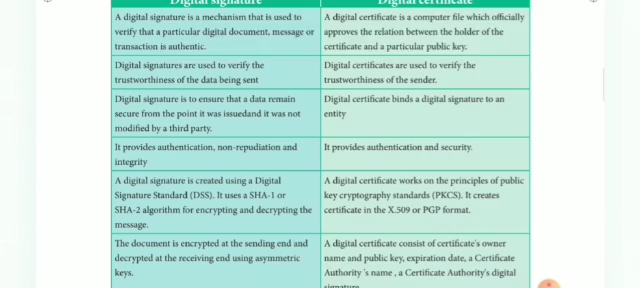 Digital signature
Digital certificate
A digital signature is a mechanism that is used to
verify that a particular digital document, message or
transaction is authentic.
A digital certificate is a computer file which officially
approves the relation between the holder of the
certificate and a particular public key.
Digital signatures are used to verify the
trustworthiness of the data being sent
Digital certificates are used to verify the
trustworthiness of the sender.
Digital signature is to ensure that a data remain
secure from the point it was issuedand it was not
modified by a third party.
Digital certificate binds a digital signature to an
entity
It provides authentication, non-repudiation and
integrity
It provides authentication and security.
A digital signature is created using a Digital
Signature Standard (DSS). It uses a SHA-1 or
SHA-2 algorithm for encrypting and decrypting the
message.
A digital certificate works on the principles of public
key cryptography standards (PKCS). It creates
certificate in the X.509 or PGP format.
The document is encrypted at the sending end and
decrypted at the receiving end using asymmetric
keys.
A digital certificate consist of certificate's owner
name and public key, expiration date, a Certificate
Authority 's name , a Certificate Authority's digital
signature